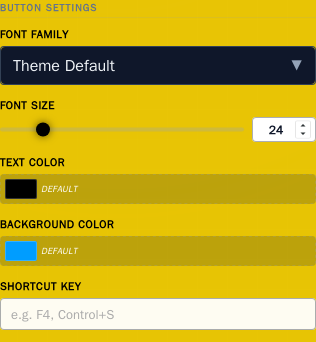 BUTTON SETTINGS
FONT FAMILY
Theme Default
FONT SIZE
24
TEXT COLOR
DEFAULT
BACKGROUND COLOR
DEFAULT
SHORTCUT KEY
e.g. F4, Control+S